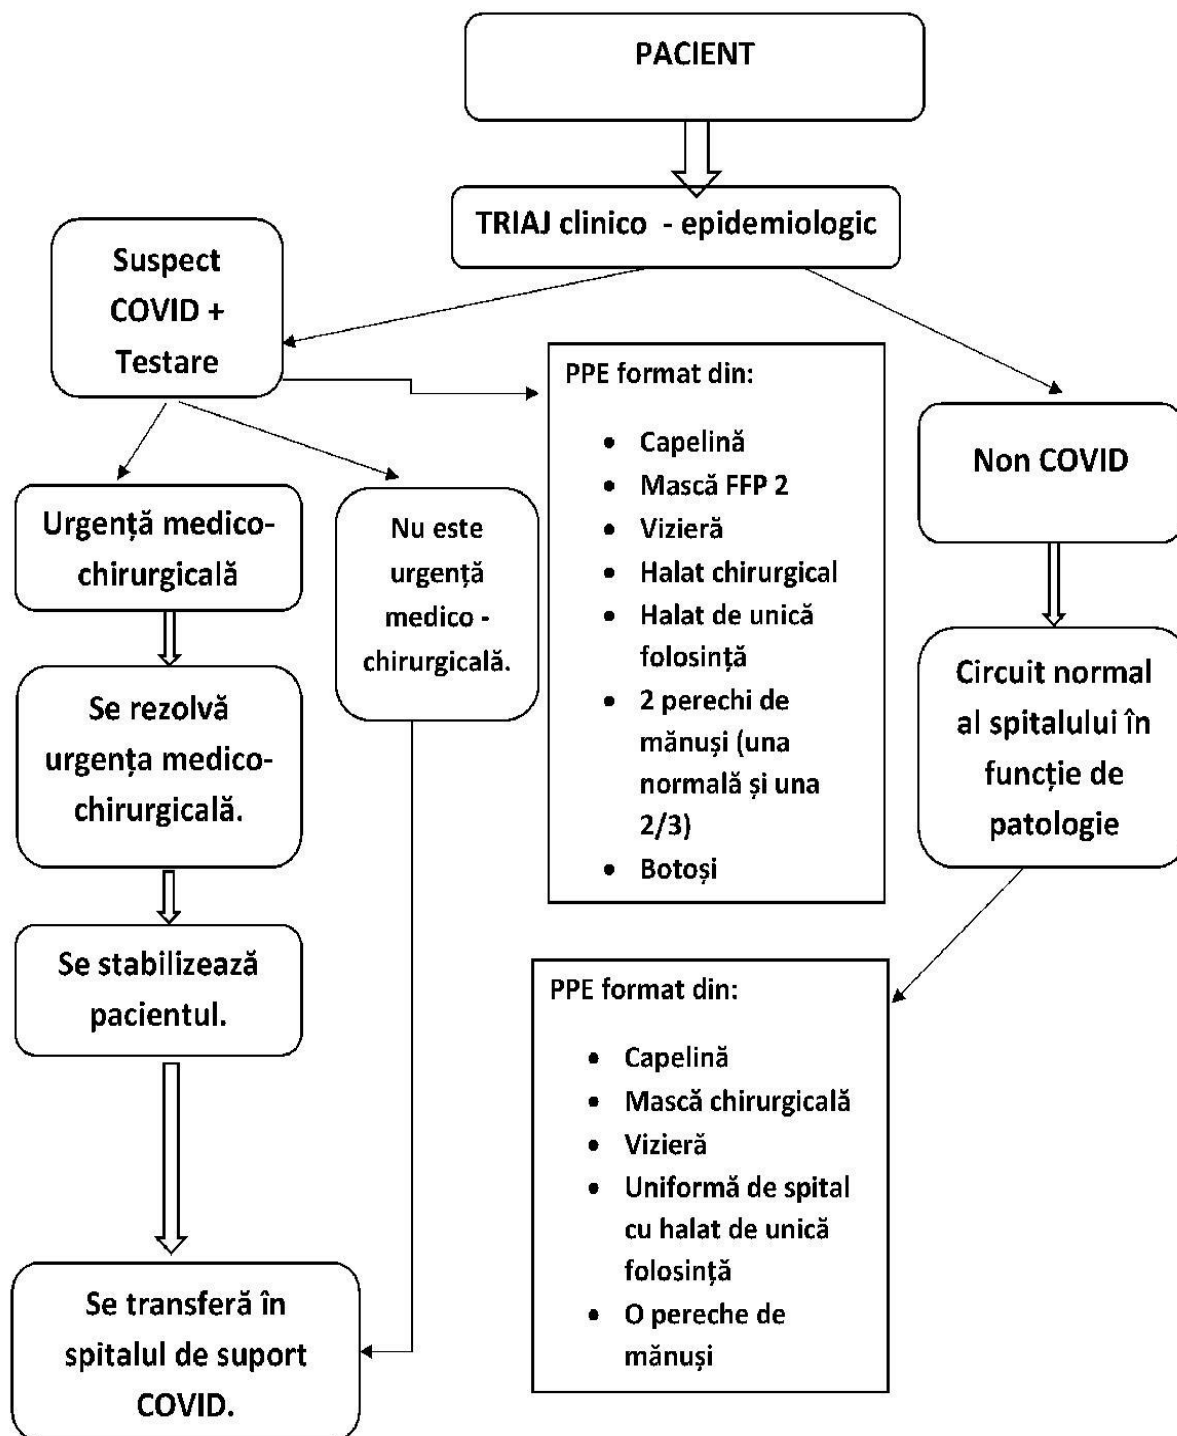 PACIENT
TRIAJ clinico - epidemiologic
Suspect
COVID +
Testare
PPE format din:
• Capelină
• Mască FFP 2
• Vizieră
• Halat chirurgical
• Halat de unică
folosință
• 2 perechi de
mănuși (una
normală și una
2/3)
• Botoși
Non COVID
Urgență medico-
chirurgicală
Nu este
urgență
medico -
chirurgicală.
Se rezolvă
urgența medico-
chirurgicală.
Circuit normal
al spitalului în
funcție de
patologie
Se stabilizează
pacientul.
PPE format din:
• Capelină
• Mască chirurgicală
• Vizieră
• Uniformă de spital
cu halat de unică
folosință
• O pereche de
mănuși
Se transferă în
spitalul de suport
COVID.